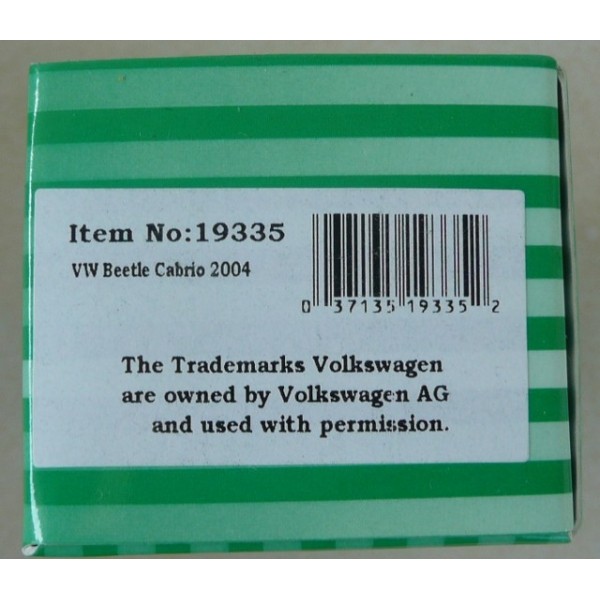 Item No:19335
VW Beetle Cabrio 2004
0 37135 19335 2
The Trademarks Volkswagen
are owned by Volkswagen AG
and used with permission.